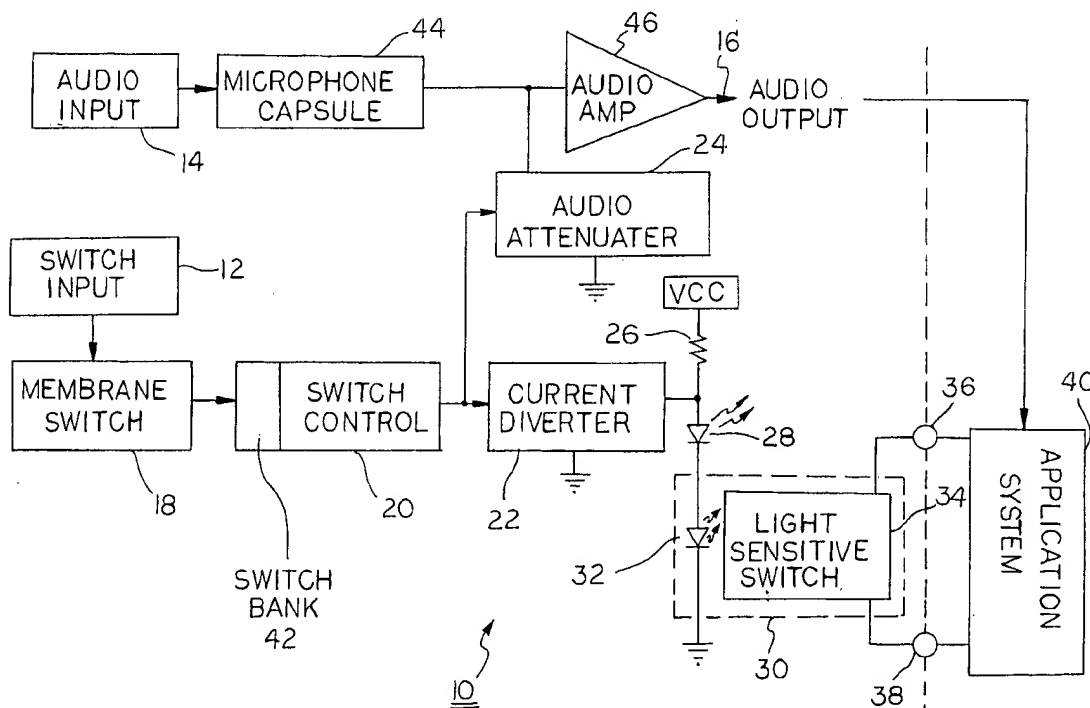 44
46
16
AUDIO
INPUT
MICROPHONE
CAPSULE
AUDIO
AMP
AUDIO
OUTPUT
14
24
AUDIO
ATTENUATER
SWITCH
INPUT
12
VCC
26
MEMBRANE
SWITCH
SWITCH
CONTROL
CURRENT
DIVERTER
28
36
40
18
20
22
34
32
LIGHT
SENSITIVE
SWITCH
APPLICATION
SYSTEM
SWITCH
BANK
42
30
38
10